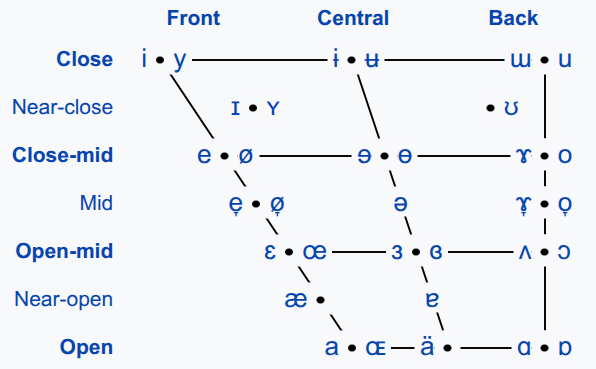 Front Central Back
Close i • y ɨ • ʉ ɯ • u
Near-close ɪ • ʏ • ʊ
Close-mid e • ø ɘ • ɵ ɤ • o
Mid e̞ • ø̞ ə ɤ̞ • o̞
Open-mid ɛ • œ ɜ • ɞ ʌ • ɔ
Near-open æ • ɐ
Open a • ɶ ä • ɑ • ɒ